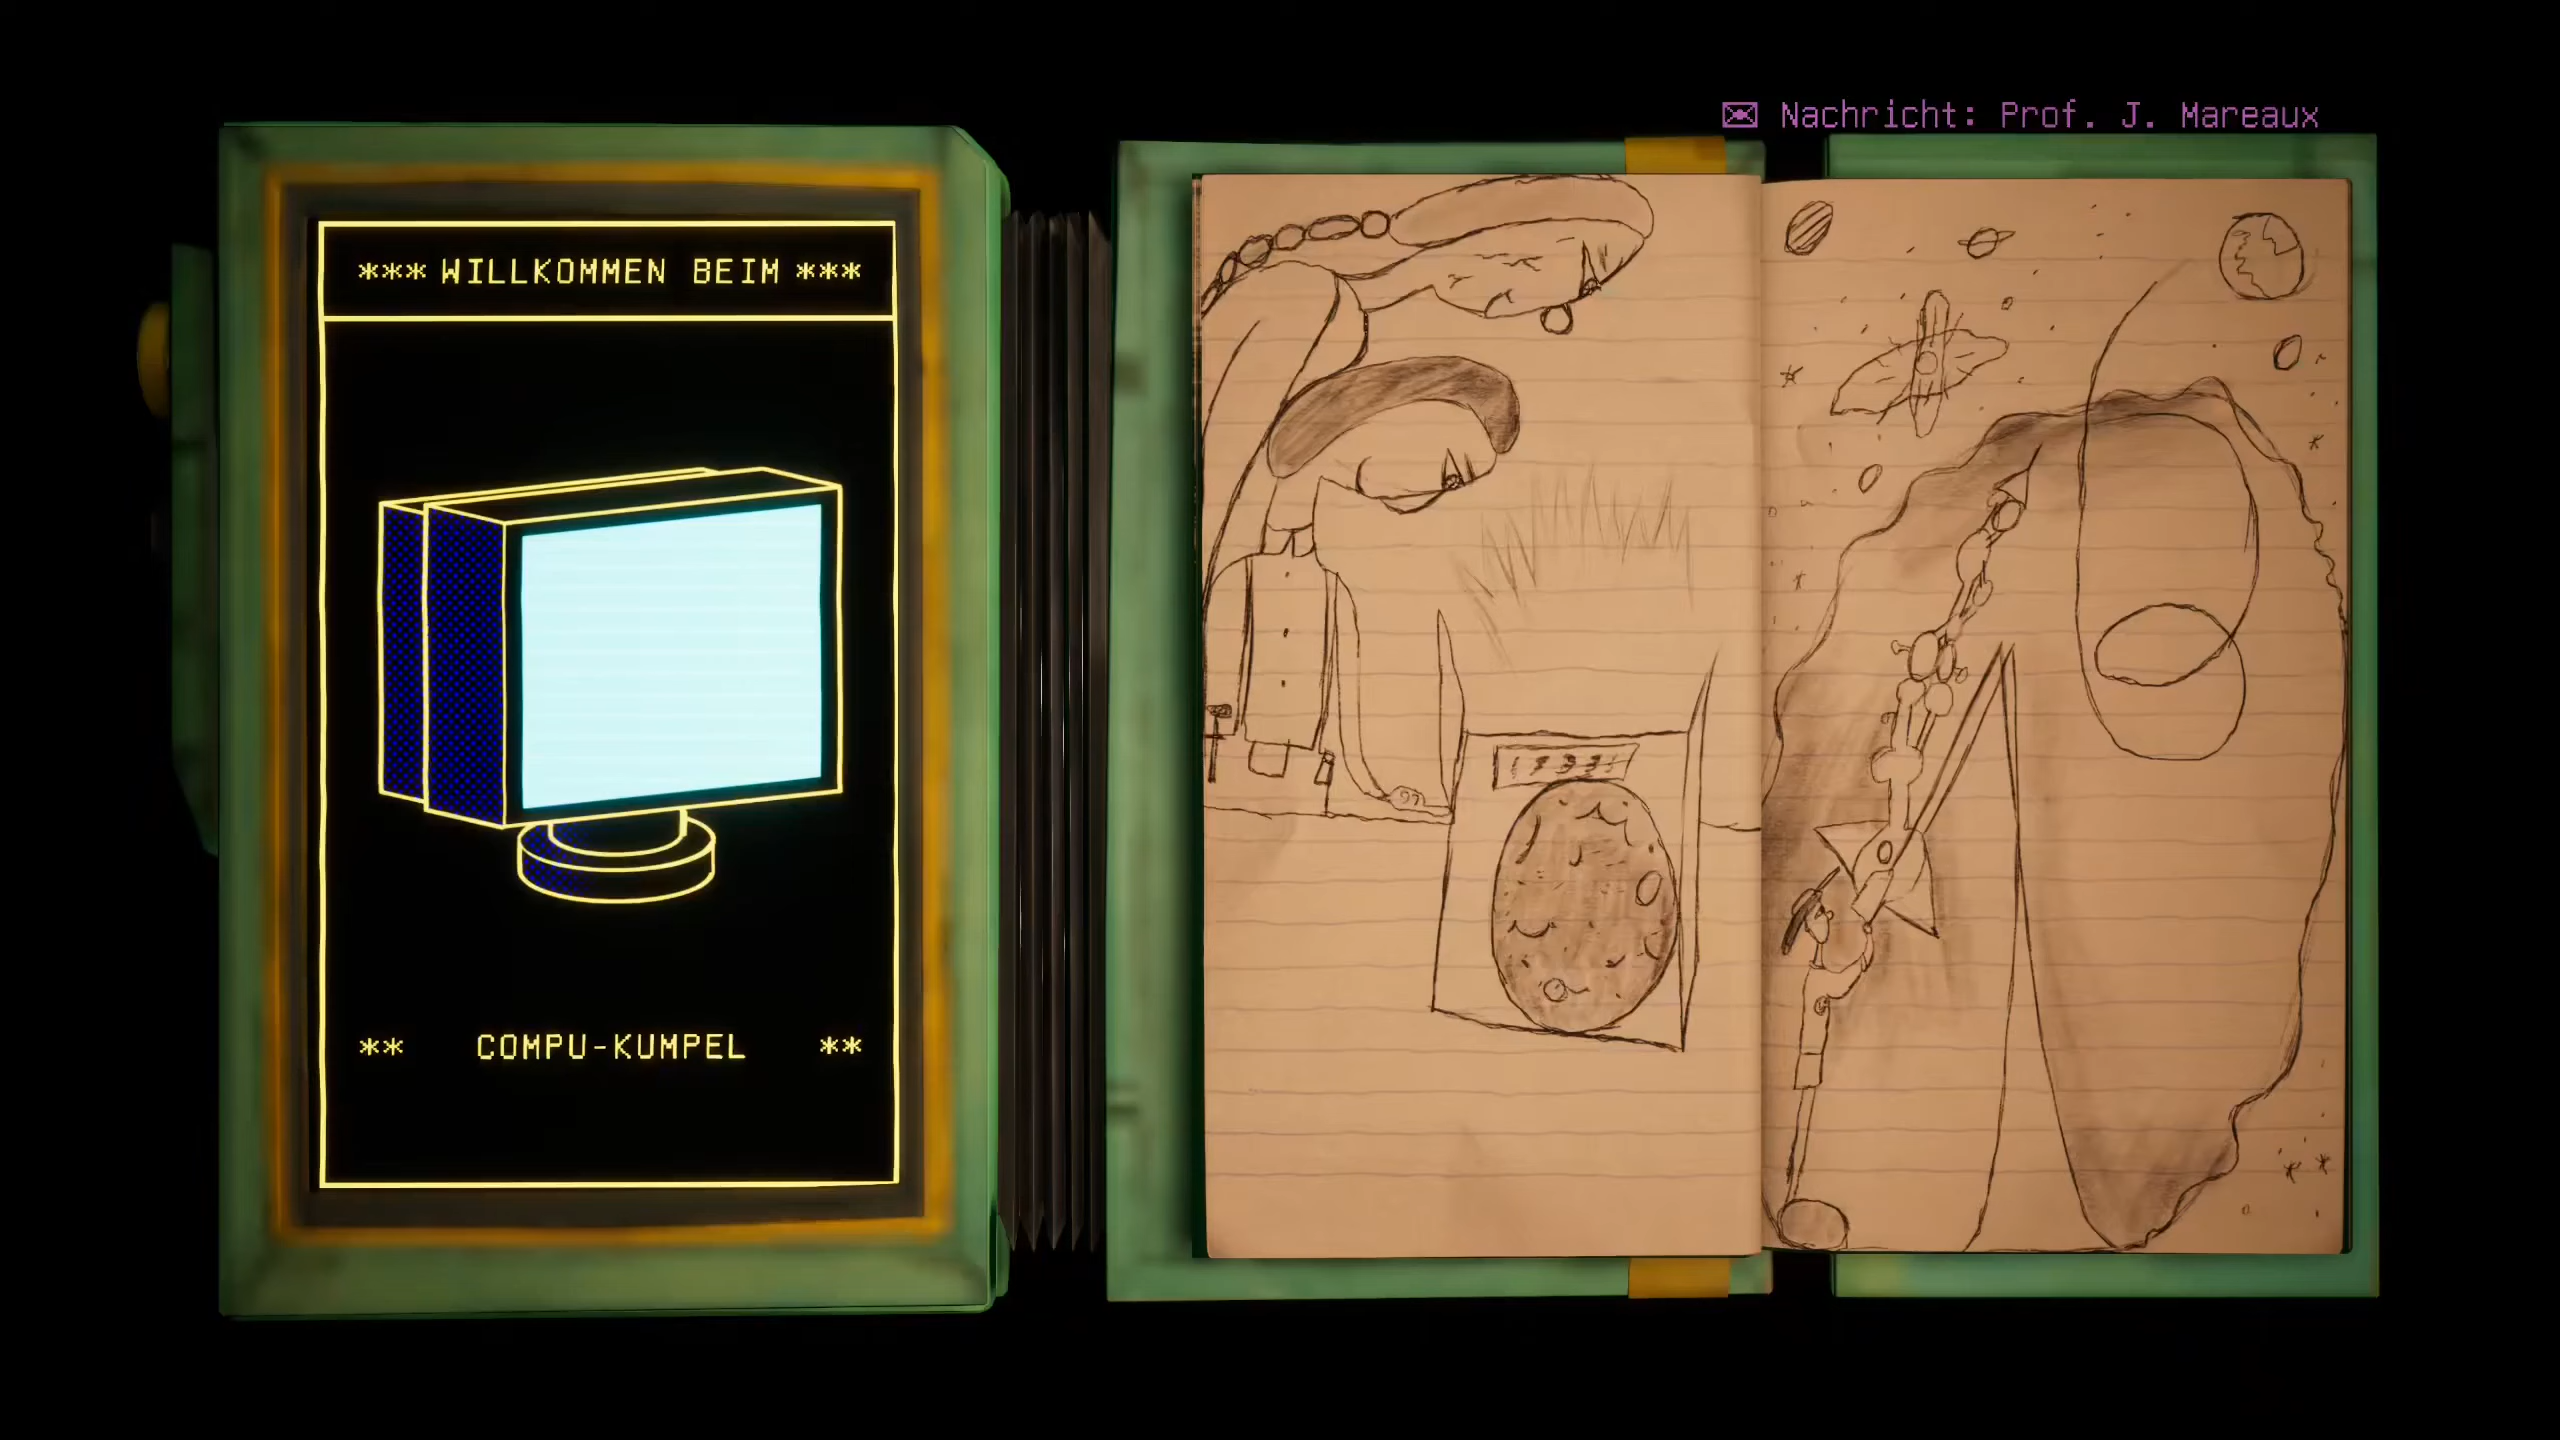 Nachricht: Prof. J. Mareaux
*** WILLKOMMEN BEIM ***
** COMPU-KUMPEL **